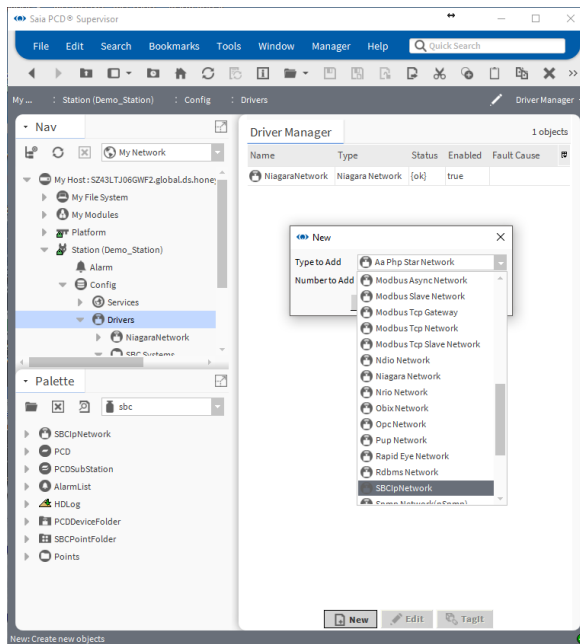 Saia PCD® Supervisor
File Edit Search Bookmarks Tools Window Manager Help Quick Search
My ... : Station (Demo_Station) : Config : Drivers Driver Manager
Nav
My Network
My Host : SZ43LTJ06GWF2.global.ds.hone
My File System
My Modules
Platform
Station (Demo_Station)
Alarm
Config
Services
Drivers
NiagaraNetwork
SBC Systems
Palette
sbc
SBCIpNetwork
PCD
PCDSubStation
AlarmList
HDLog
PCDDeviceFolder
SBCPointFolder
Points
Driver Manager 1 objects
Name Type Status Enabled Fault Cause
NiagaraNetwork Niagara Network {ok} true
New
Type to Add Aa Php Star Network
Number to Add
Modbus Async Network
Modbus Slave Network
Modbus Tcp Gateway
Modbus Tcp Network
Modbus Tcp Slave Network
Ndio Network
Niagara Network
Nrio Network
Obix Network
Opc Network
Pup Network
Rapid Eye Network
Rdbms Network
SBCIpNetwork
Snmp Network(pSnmp)
New Edit TagIt
New: Create new objects